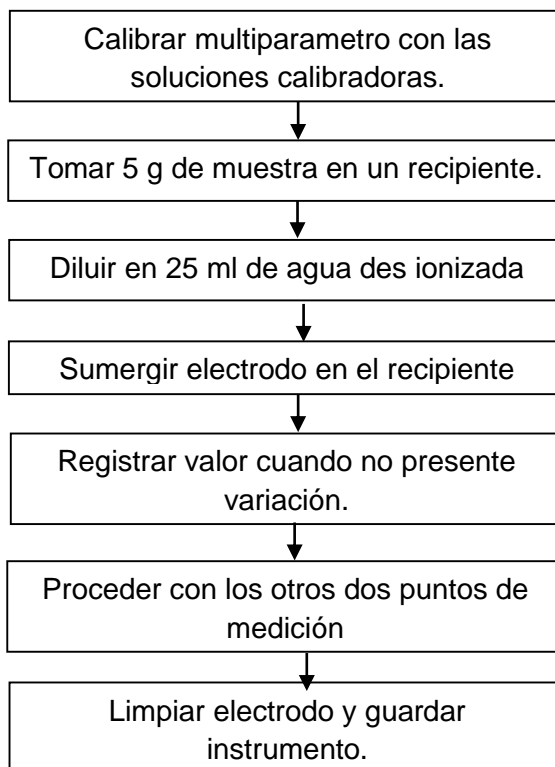 Calibrar multiparametro con las
soluciones calibradoras.
Tomar 5 g de muestra en un recipiente.
Diluir en 25 ml de agua des ionizada
Sumergir electrodo en el recipiente
Registrar valor cuando no presente
variación.
Proceder con los otros dos puntos de
medición
Limpiar electrodo y guardar
instrumento.